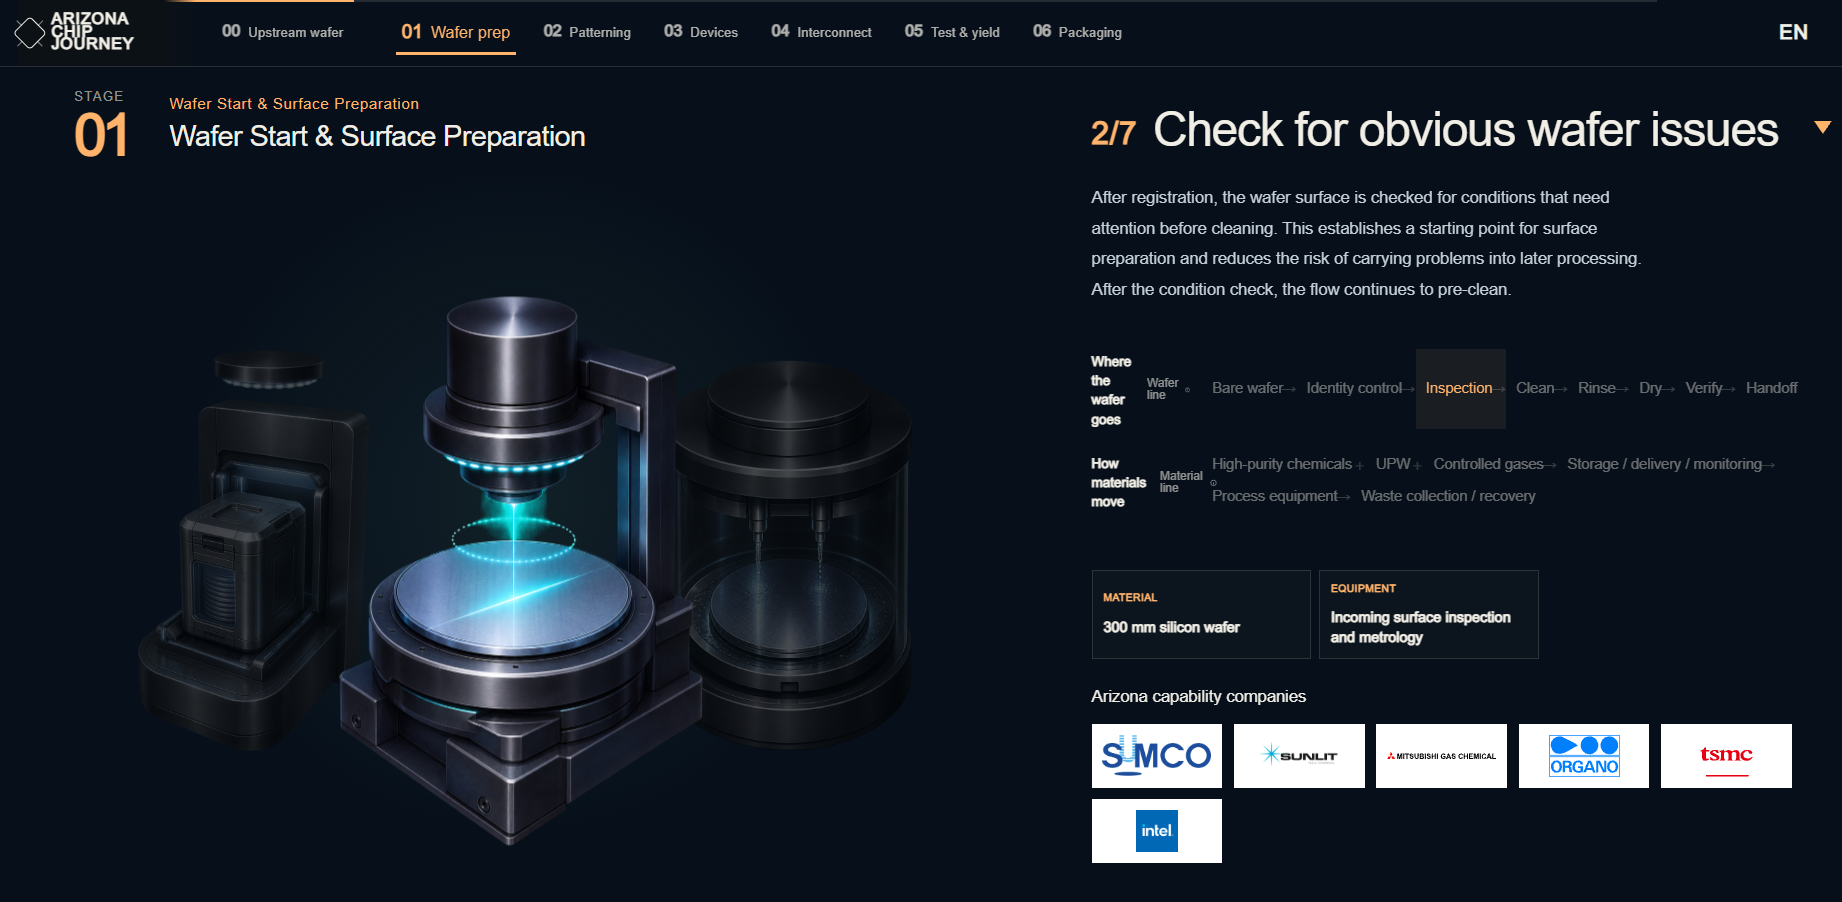 ARIZONA
CHIP
JOURNEY
00 Upstream wafer
01 Wafer prep
02 Patterning
03 Devices
04 Interconnect
05 Test & yield
06 Packaging
EN
STAGE
01
Wafer Start & Surface Preparation
Wafer Start & Surface Preparation
2/7 Check for obvious wafer issues
After registration, the wafer surface is checked for conditions that need
attention before cleaning. This establishes a starting point for surface
preparation and reduces the risk of carrying problems into later processing.
After the condition check, the flow continues to pre-clean.
Where
the
wafer
goes
Wafer
line
Bare wafer→ Identity control→ Inspection→ Clean→ Rinse→ Dry→ Verify→ Handoff
How
materials
move
Material
line
High-purity chemicals + UPW + Controlled gases→ Storage / delivery / monitoring→
Process equipment→ Waste collection / recovery
MATERIAL
300 mm silicon wafer
EQUIPMENT
Incoming surface inspection
and metrology
Arizona capability companies
SUMCO
SUNLIT
MITSUBISHI GAS CHEMICAL
ORGANO
tsmc
intel